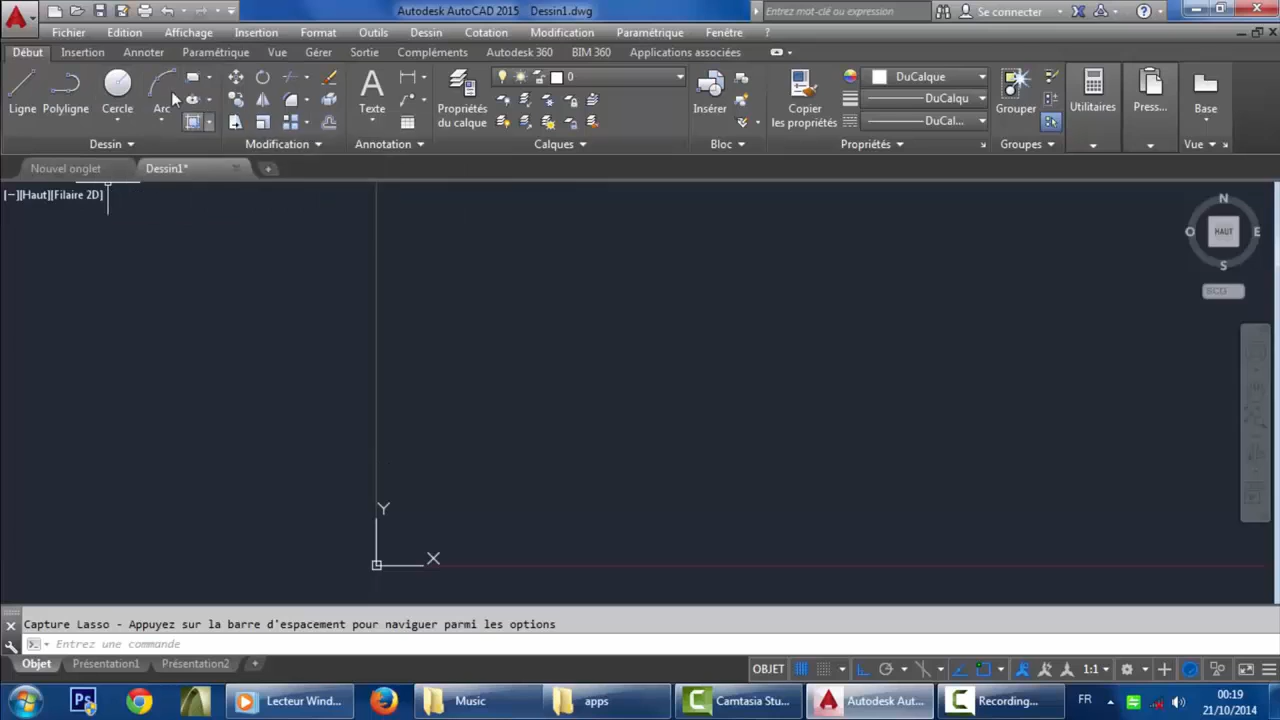 Autodesk AutoCAD 2015 Dessin1.dwg
Entrez mot-clé ou expression
Se connecter
Fichier Edition Affichage Insertion Format Outils Dessin Cotation Modification Paramétrique Fenêtre ?
Début Insertion Annoter Paramétrique Vue Gérer Sortie Compléments Autodesk 360 BIM 360 Applications associées
Ligne Polyligne Cercle Arc
A
Texte
Propriétés du calque
0
Insérer
Copier les propriétés
DuCalque
DuCalqu
DuCal...
Grouper
Utilitaires
Press...
Base
Dessin Modification Annotation Calques Bloc Propriétés Groupes Vue
Nouvel onglet Dessin1*
[−][Haut][Filaire 2D]
N
O HAUT E
S
SCG
Y
X
Capture Lasso - Appuyez sur la barre d'espacement pour naviguer parmi les options
Entrez une commande
Objet Présentation1 Présentation2 +
OBJET
1:1
Ps
Lecteur Wind...
Music
apps
Camtasia Stu...
Autodesk Aut...
Recording...
FR
00:19
21/10/2014